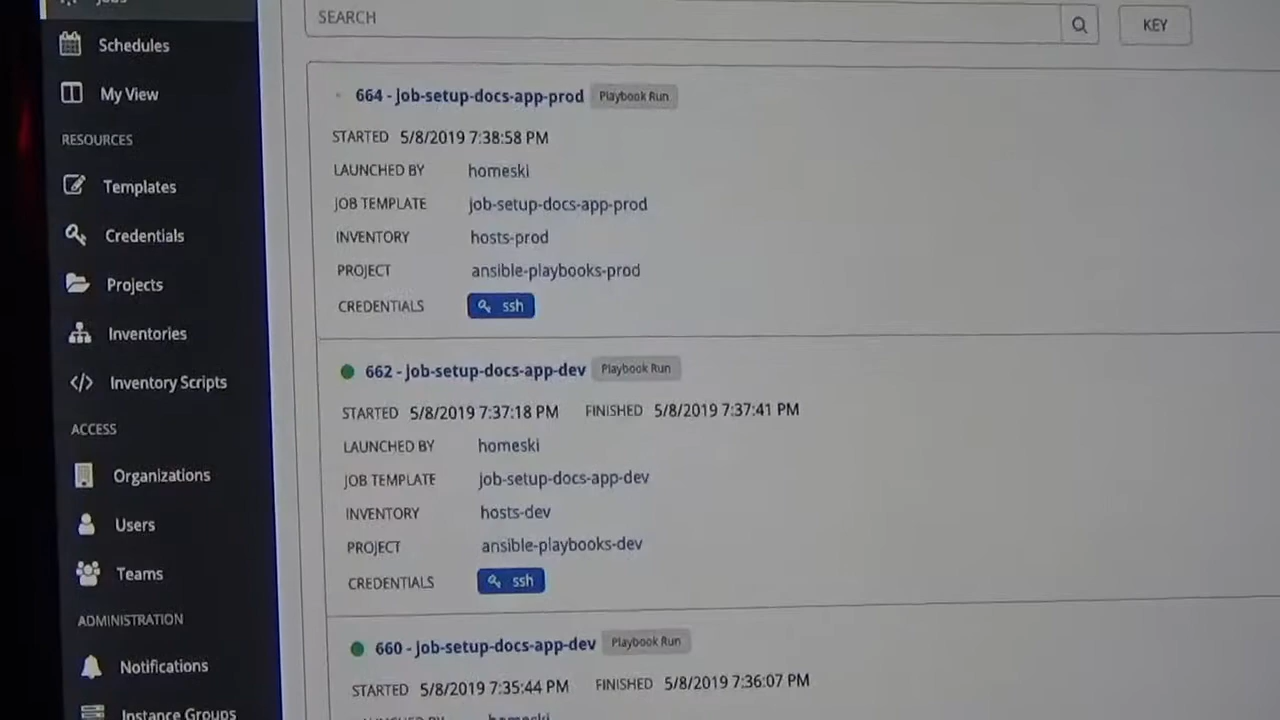 Jobs
Schedules
My View
RESOURCES
Templates
Credentials
Projects
Inventories
Inventory Scripts
ACCESS
Organizations
Users
Teams
ADMINISTRATION
Notifications
Instance Groups
SEARCH
KEY
664 - job-setup-docs-app-prod Playbook Run
STARTED 5/8/2019 7:38:58 PM
LAUNCHED BY homeski
JOB TEMPLATE job-setup-docs-app-prod
INVENTORY hosts-prod
PROJECT ansible-playbooks-prod
CREDENTIALS ssh
662 - job-setup-docs-app-dev Playbook Run
STARTED 5/8/2019 7:37:18 PM FINISHED 5/8/2019 7:37:41 PM
LAUNCHED BY homeski
JOB TEMPLATE job-setup-docs-app-dev
INVENTORY hosts-dev
PROJECT ansible-playbooks-dev
CREDENTIALS ssh
660 - job-setup-docs-app-dev Playbook Run
STARTED 5/8/2019 7:35:44 PM FINISHED 5/8/2019 7:36:07 PM
LAUNCHED BY homeski